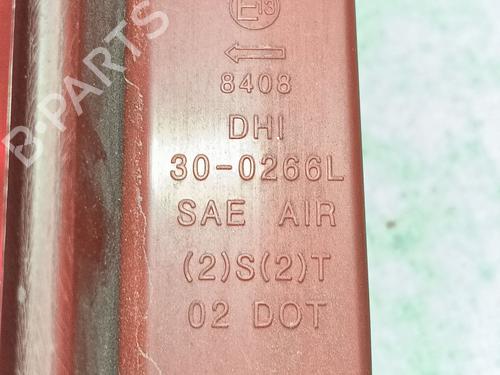 E13
8408
DHI
30-0266L
SAE AIR
(2)S(2)T
02 DOT
B-PARTS